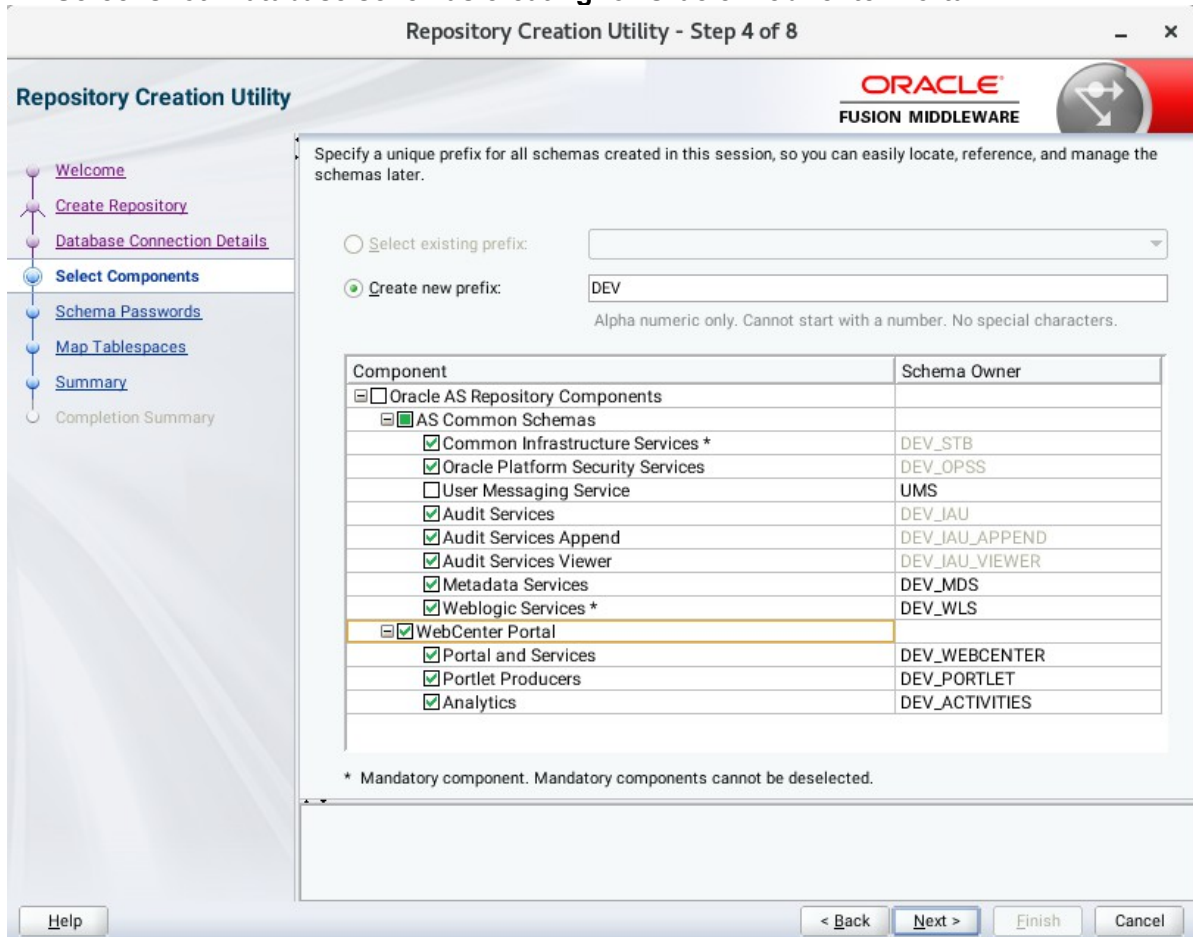 Repository Creation Utility - Step 4 of 8
Repository Creation Utility
ORACLE
FUSION MIDDLEWARE
Welcome
Create Repository
Database Connection Details
Select Components
Schema Passwords
Map Tablespaces
Summary
Completion Summary
Specify a unique prefix for all schemas created in this session, so you can easily locate, reference, and manage the
schemas later.
Select existing prefix:
Create new prefix: DEV
Alpha numeric only. Cannot start with a number. No special characters.
Component Schema Owner
Oracle AS Repository Components
AS Common Schemas
Common Infrastructure Services * DEV_STB
Oracle Platform Security Services DEV_OPSS
User Messaging Service UMS
Audit Services DEV_IAU
Audit Services Append DEV_IAU_APPEND
Audit Services Viewer DEV_IAU_VIEWER
Metadata Services DEV_MDS
Weblogic Services * DEV_WLS
WebCenter Portal
Portal and Services DEV_WEBCENTER
Portlet Producers DEV_PORTLET
Analytics DEV_ACTIVITIES
* Mandatory component. Mandatory components cannot be deselected.
Help < Back Next > Finish Cancel